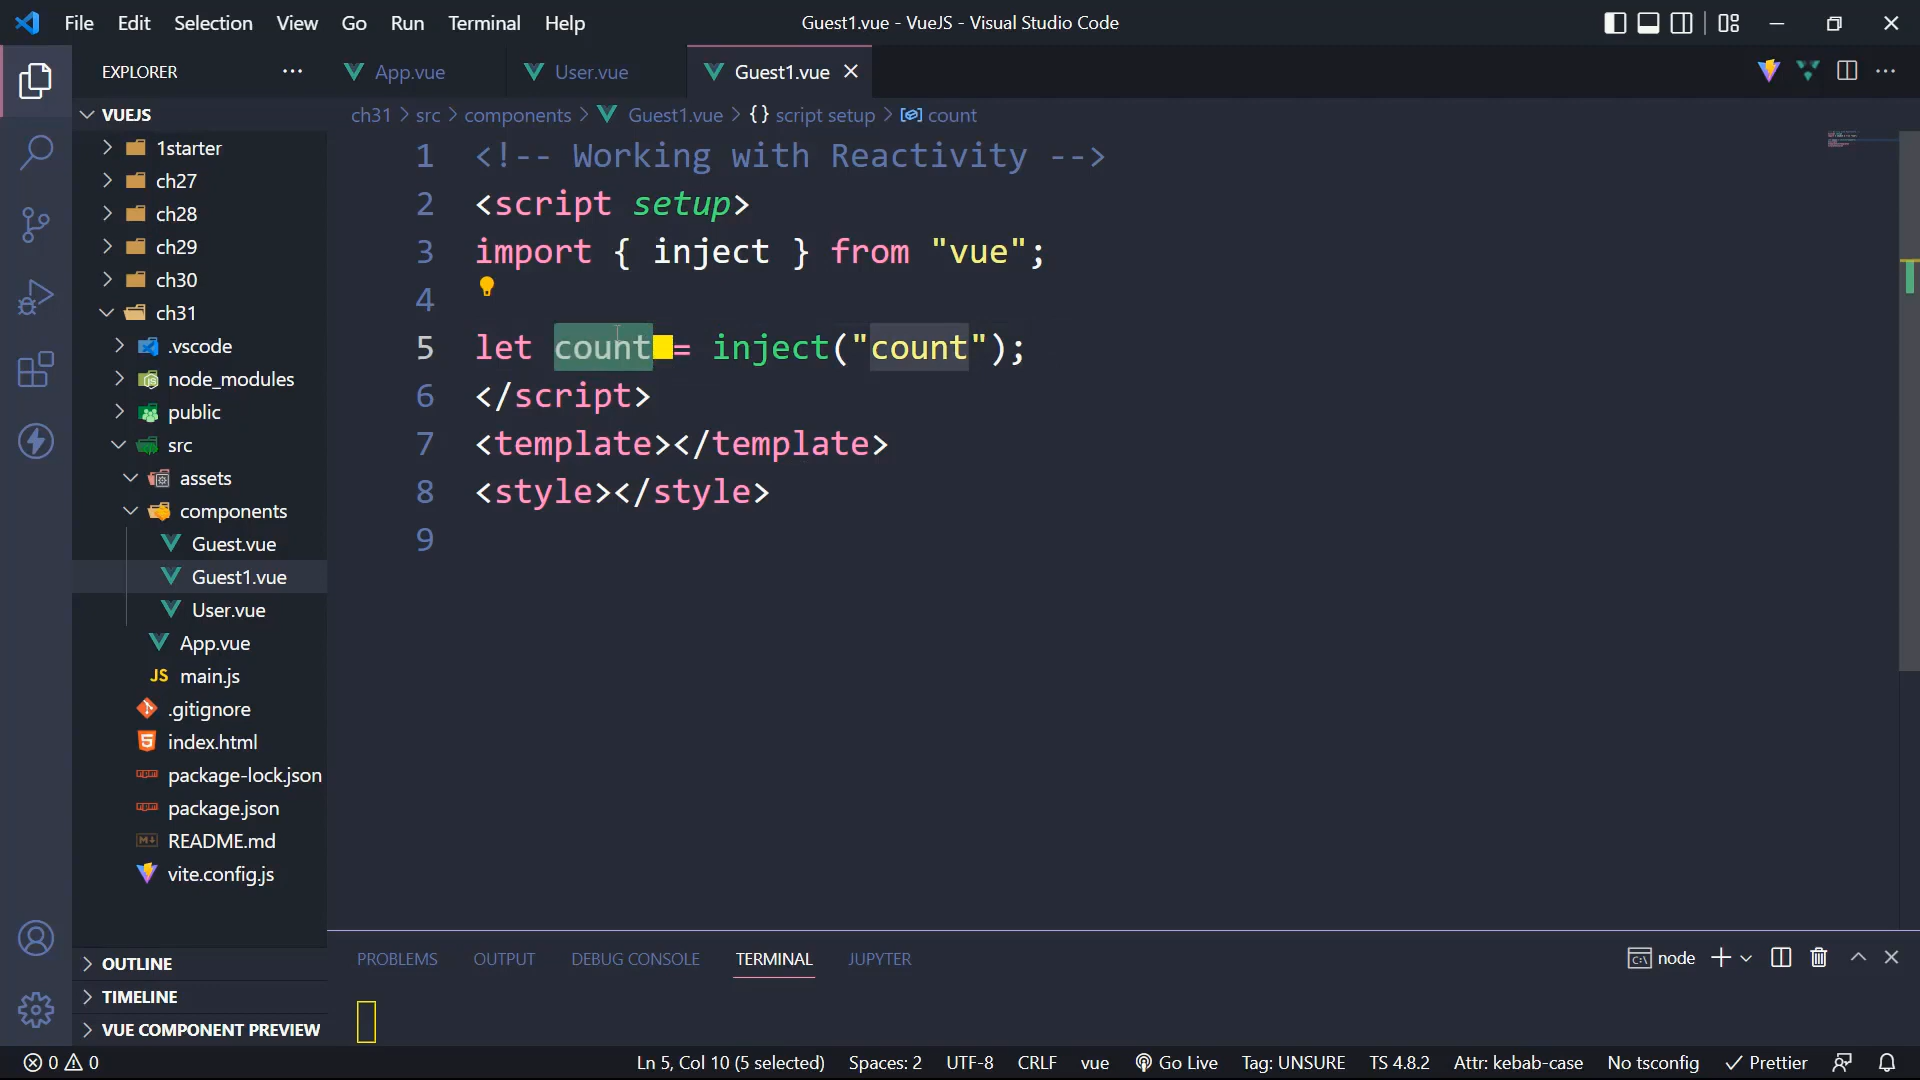 File Edit Selection View Go Run Terminal Help
Guest1.vue - VueJS - Visual Studio Code
EXPLORER
App.vue
User.vue
Guest1.vue
VUEJS
1starter
ch27
ch28
ch29
ch30
ch31
.vscode
node_modules
public
src
assets
components
Guest.vue
Guest1.vue
User.vue
App.vue
JS main.js
.gitignore
index.html
package-lock.json
package.json
README.md
vite.config.js
OUTLINE
TIMELINE
VUE COMPONENT PREVIEW
ch31 > src > components > Guest1.vue > {} script setup > count
1 <!-- Working with Reactivity -->
2 <script setup>
3 import { inject } from "vue";
4
5 let count = inject("count");
6 </script>
7 <template></template>
8 <style></style>
9
PROBLEMS OUTPUT DEBUG CONSOLE TERMINAL JUPYTER
node
0 0
Ln 5, Col 10 (5 selected) Spaces: 2 UTF-8 CRLF vue Go Live Tag: UNSURE TS 4.8.2 Attr: kebab-case No tsconfig Prettier